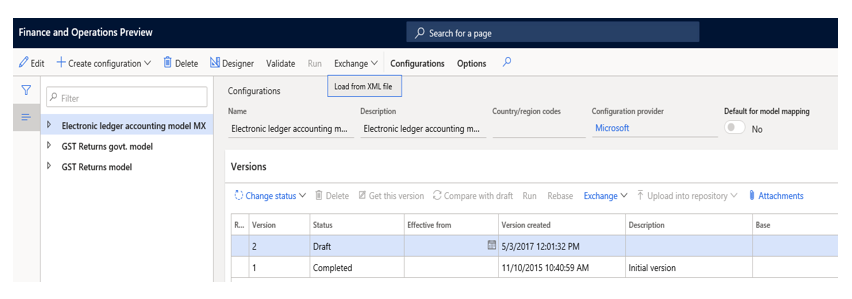 Finance and Operations Preview
Search for a page
Edit Create configuration Delete Designer Validate Run Exchange Configurations Options
Load from XML file
Filter
Electronic ledger accounting model MX
GST Returns govt. model
GST Returns model
Configurations
Name Description Country/region codes Configuration provider Default for model mapping
Electronic ledger accounting m... Electronic ledger accounting m... Microsoft No
Versions
Change status Delete Get this version Compare with draft Run Rebase Exchange Upload into repository Attachments
R... Version Status Effective from Version created Description Base
2 Draft 5/3/2017 12:01:32 PM
1 Completed 11/10/2015 10:40:59 AM Initial version